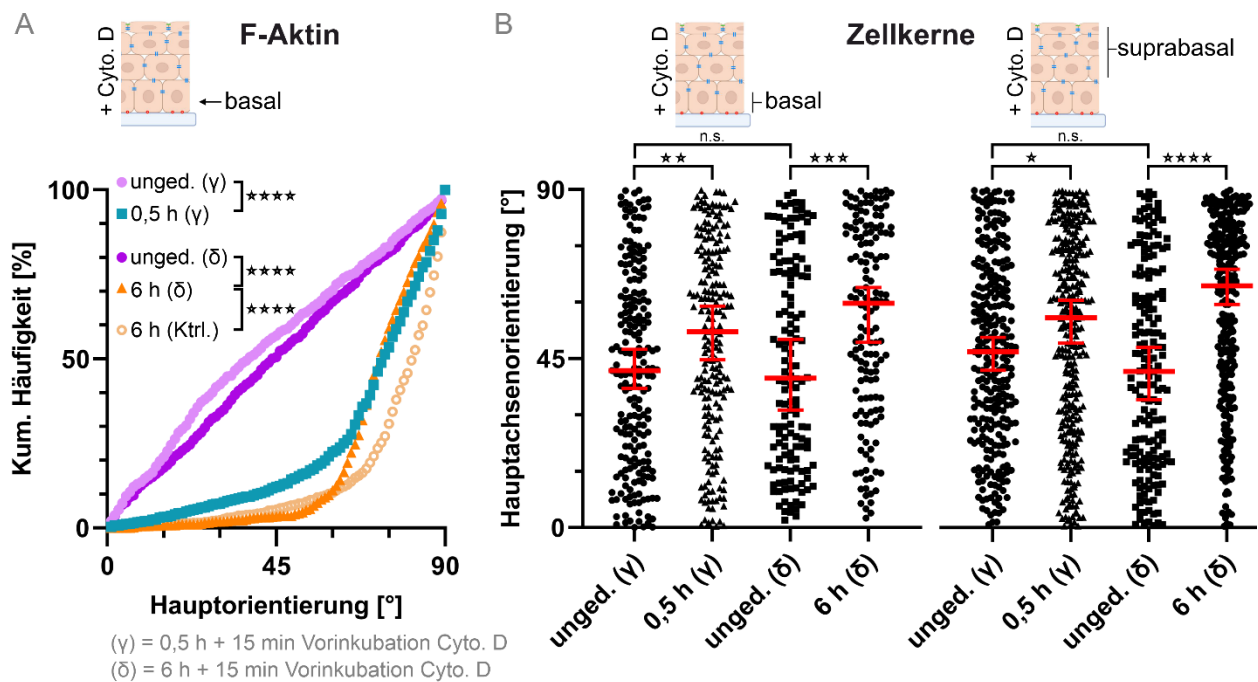 A
F-Aktin
+ Cyto. D
basal
100
50
0
Kum. Häufigkeit [%]
unged. (γ)
0,5 h (γ)
unged. (δ)
6 h (δ)
6 h (Ktrl.)
☆☆☆☆
☆☆☆☆
☆☆☆☆
0 45 90
Hauptorientierung [°]
(γ) = 0,5 h + 15 min Vorinkubation Cyto. D
(δ) = 6 h + 15 min Vorinkubation Cyto. D
B
Zellkerne
+ Cyto. D
basal
+ Cyto. D
suprabasal
n.s.
☆☆
☆☆☆
n.s.
☆
☆☆☆☆
90
45
0
Hauptachsenorientierung [°]
unged. (γ)
0,5 h (γ)
unged. (δ)
6 h (δ)
unged. (γ)
0,5 h (γ)
unged. (δ)
6 h (δ)